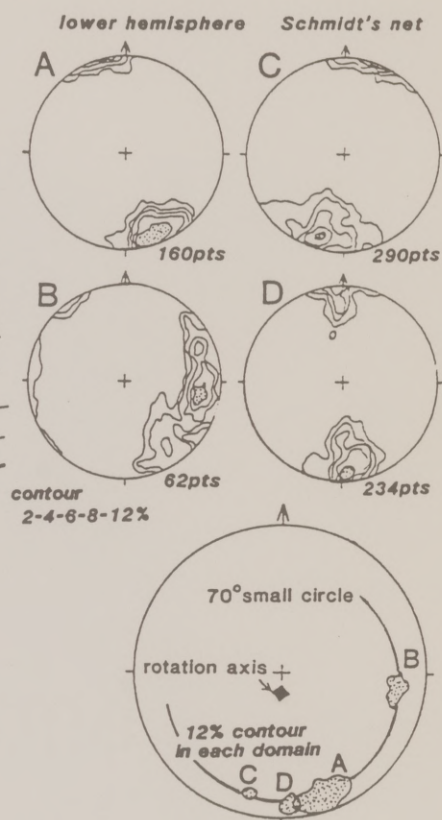 lower hemisphere
Schmidt's net
A
C
160pts
290pts
B
D
62pts
234pts
contour
2-4-6-8-12%
70°small circle
B
rotation axis
12% contour
in each domain
A
C
D